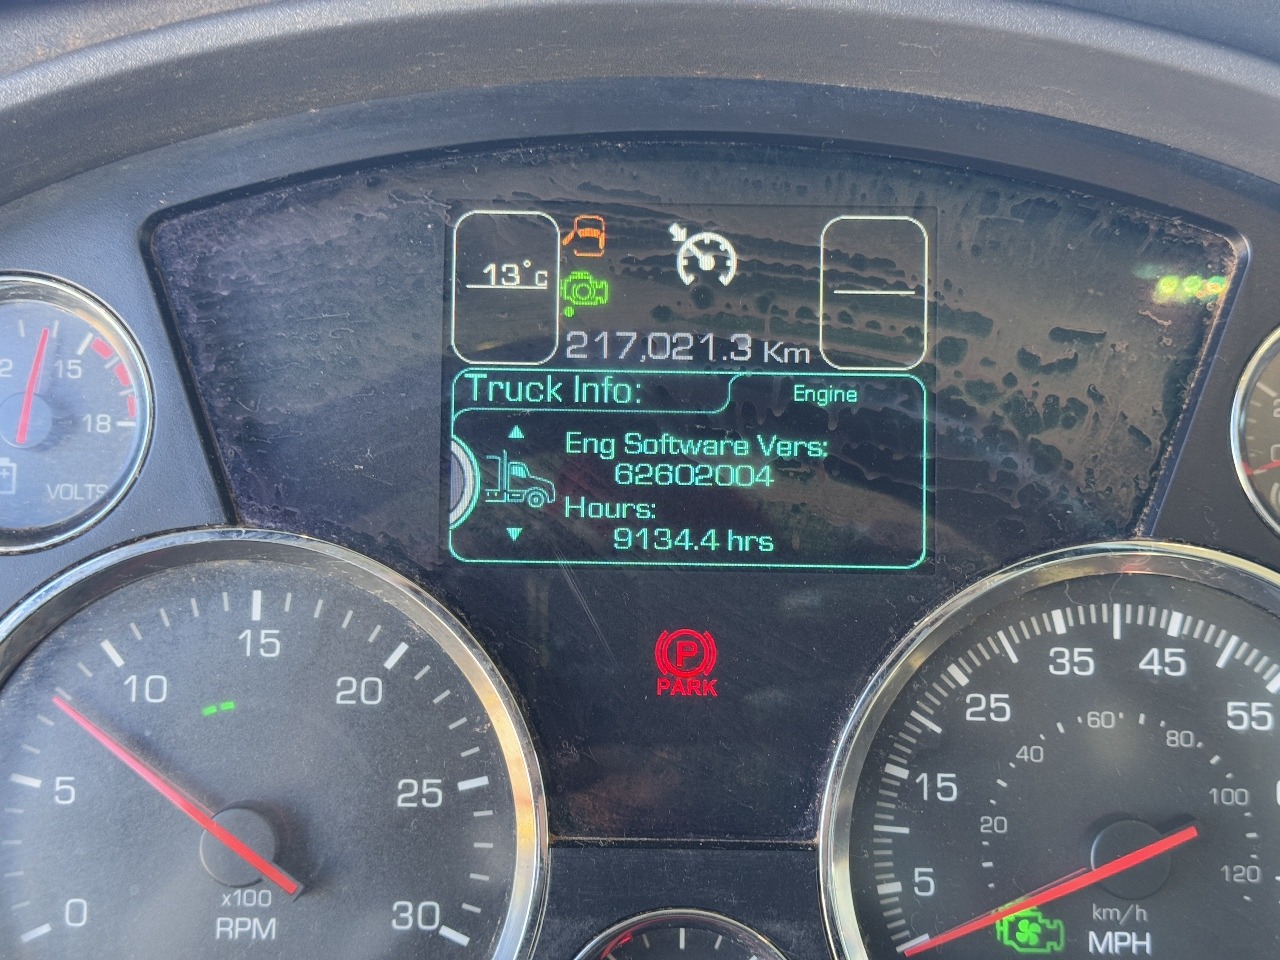 13°C
217,021.3 Km
Truck Info:
Engine
Eng Software Vers:
62602004
Hours:
9134.4 hrs
P
PARK
15
18
VOLTS
0
5
10
15
20
25
30
x100
RPM
5
15
25
35
45
55
20
40
60
80
100
120
km/h
MPH